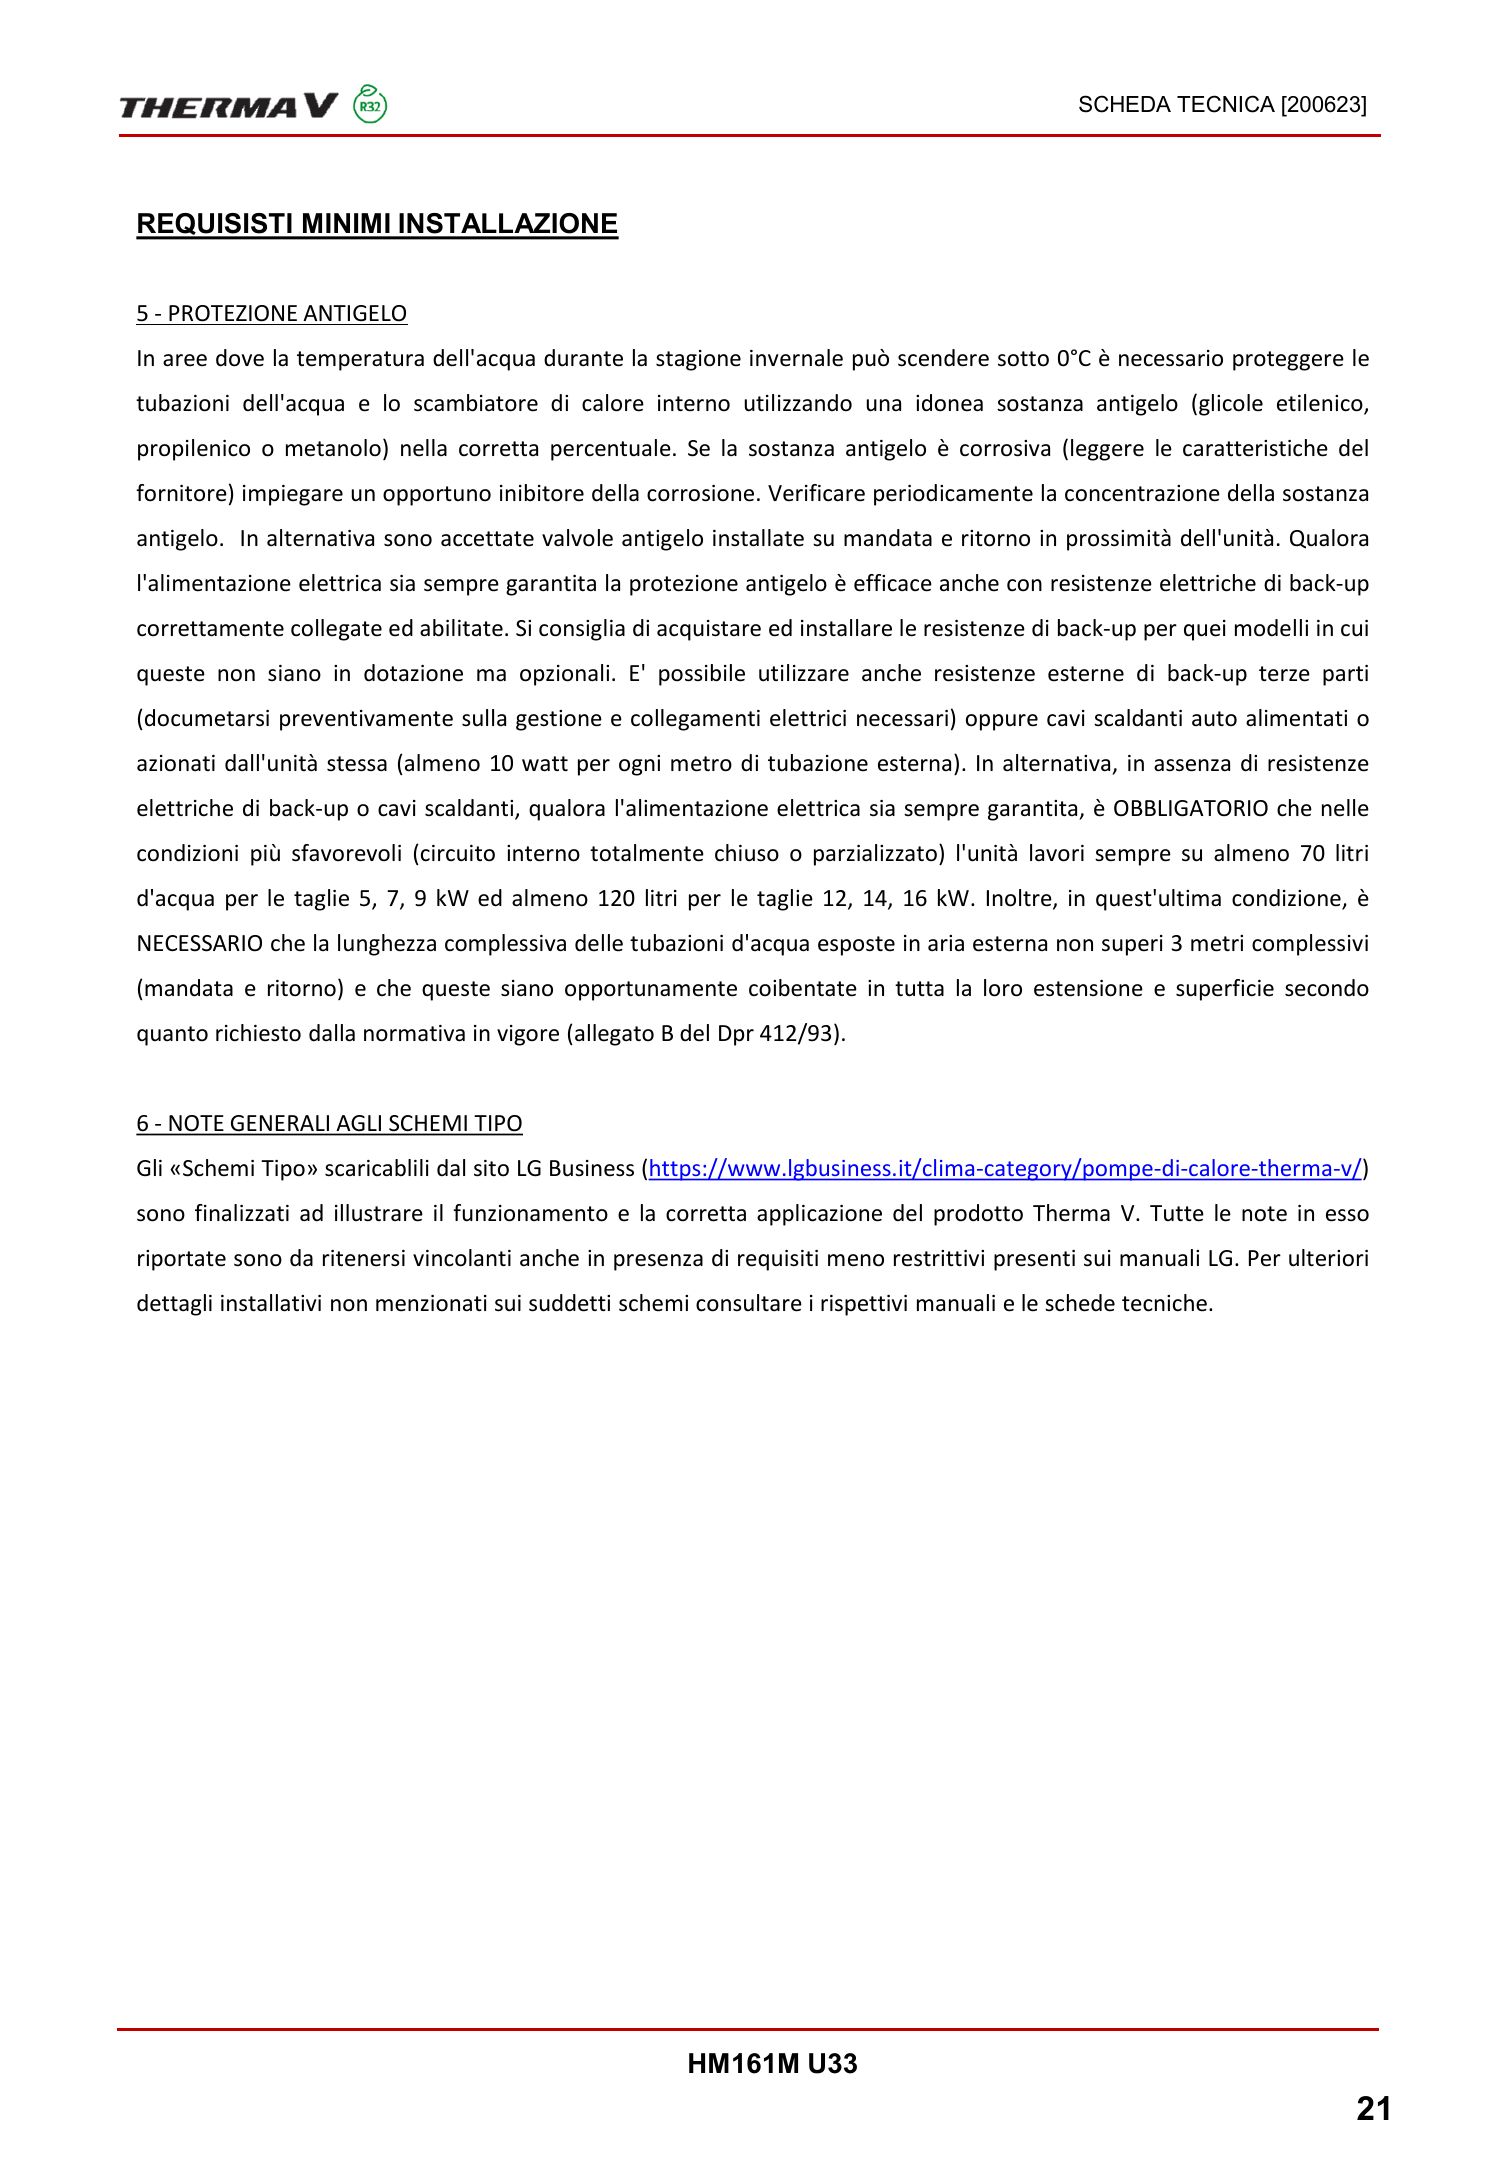 THERMA V R32
SCHEDA TECNICA [200623]
REQUISISTI MINIMI INSTALLAZIONE
5 - PROTEZIONE ANTIGELO
In aree dove la temperatura dell'acqua durante la stagione invernale può scendere sotto 0°C è necessario proteggere le
tubazioni dell'acqua e lo scambiatore di calore interno utilizzando una idonea sostanza antigelo (glicole etilenico,
propilenico o metanolo) nella corretta percentuale. Se la sostanza antigelo è corrosiva (leggere le caratteristiche del
fornitore) impiegare un opportuno inibitore della corrosione. Verificare periodicamente la concentrazione della sostanza
antigelo.  In alternativa sono accettate valvole antigelo installate su mandata e ritorno in prossimità dell'unità. Qualora
l'alimentazione elettrica sia sempre garantita la protezione antigelo è efficace anche con resistenze elettriche di back-up
correttamente collegate ed abilitate. Si consiglia di acquistare ed installare le resistenze di back-up per quei modelli in cui
queste non siano in dotazione ma opzionali. E' possibile utilizzare anche resistenze esterne di back-up terze parti
(documetarsi preventivamente sulla gestione e collegamenti elettrici necessari) oppure cavi scaldanti auto alimentati o
azionati dall'unità stessa (almeno 10 watt per ogni metro di tubazione esterna). In alternativa, in assenza di resistenze
elettriche di back-up o cavi scaldanti, qualora l'alimentazione elettrica sia sempre garantita, è OBBLIGATORIO che nelle
condizioni più sfavorevoli (circuito interno totalmente chiuso o parzializzato) l'unità lavori sempre su almeno 70 litri
d'acqua per le taglie 5, 7, 9 kW ed almeno 120 litri per le taglie 12, 14, 16 kW. Inoltre, in quest'ultima condizione, è
NECESSARIO che la lunghezza complessiva delle tubazioni d'acqua esposte in aria esterna non superi 3 metri complessivi
(mandata e ritorno) e che queste siano opportunamente coibentate in tutta la loro estensione e superficie secondo
quanto richiesto dalla normativa in vigore (allegato B del Dpr 412/93).
6 - NOTE GENERALI AGLI SCHEMI TIPO
Gli «Schemi Tipo» scaricablili dal sito LG Business (https://www.lgbusiness.it/clima-category/pompe-di-calore-therma-v/)
sono finalizzati ad illustrare il funzionamento e la corretta applicazione del prodotto Therma V. Tutte le note in esso
riportate sono da ritenersi vincolanti anche in presenza di requisiti meno restrittivi presenti sui manuali LG. Per ulteriori
dettagli installativi non menzionati sui suddetti schemi consultare i rispettivi manuali e le schede tecniche.
HM161M U33
21